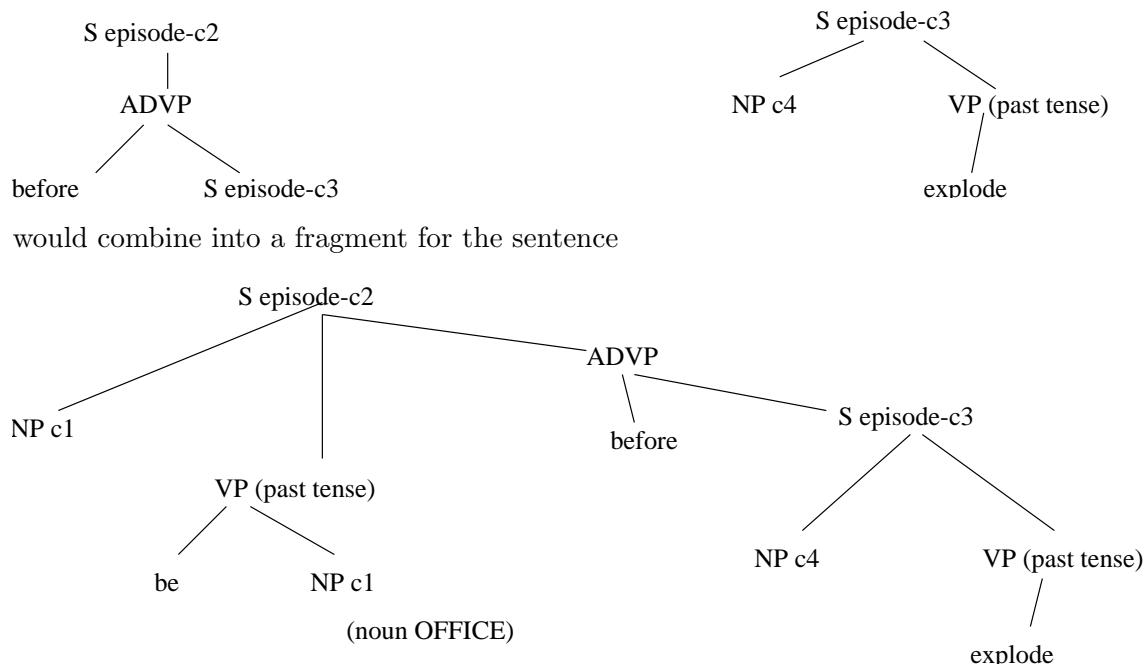 S episode-c2
S episode-c3
ADVP
NP c4
VP (past tense)
before
S episode-c3
explode
would combine into a fragment for the sentence
S episode-c2
ADVP
NP c1
before
S episode-c3
VP (past tense)
be
NP c1
NP c4
VP (past tense)
(noun OFFICE)
explode